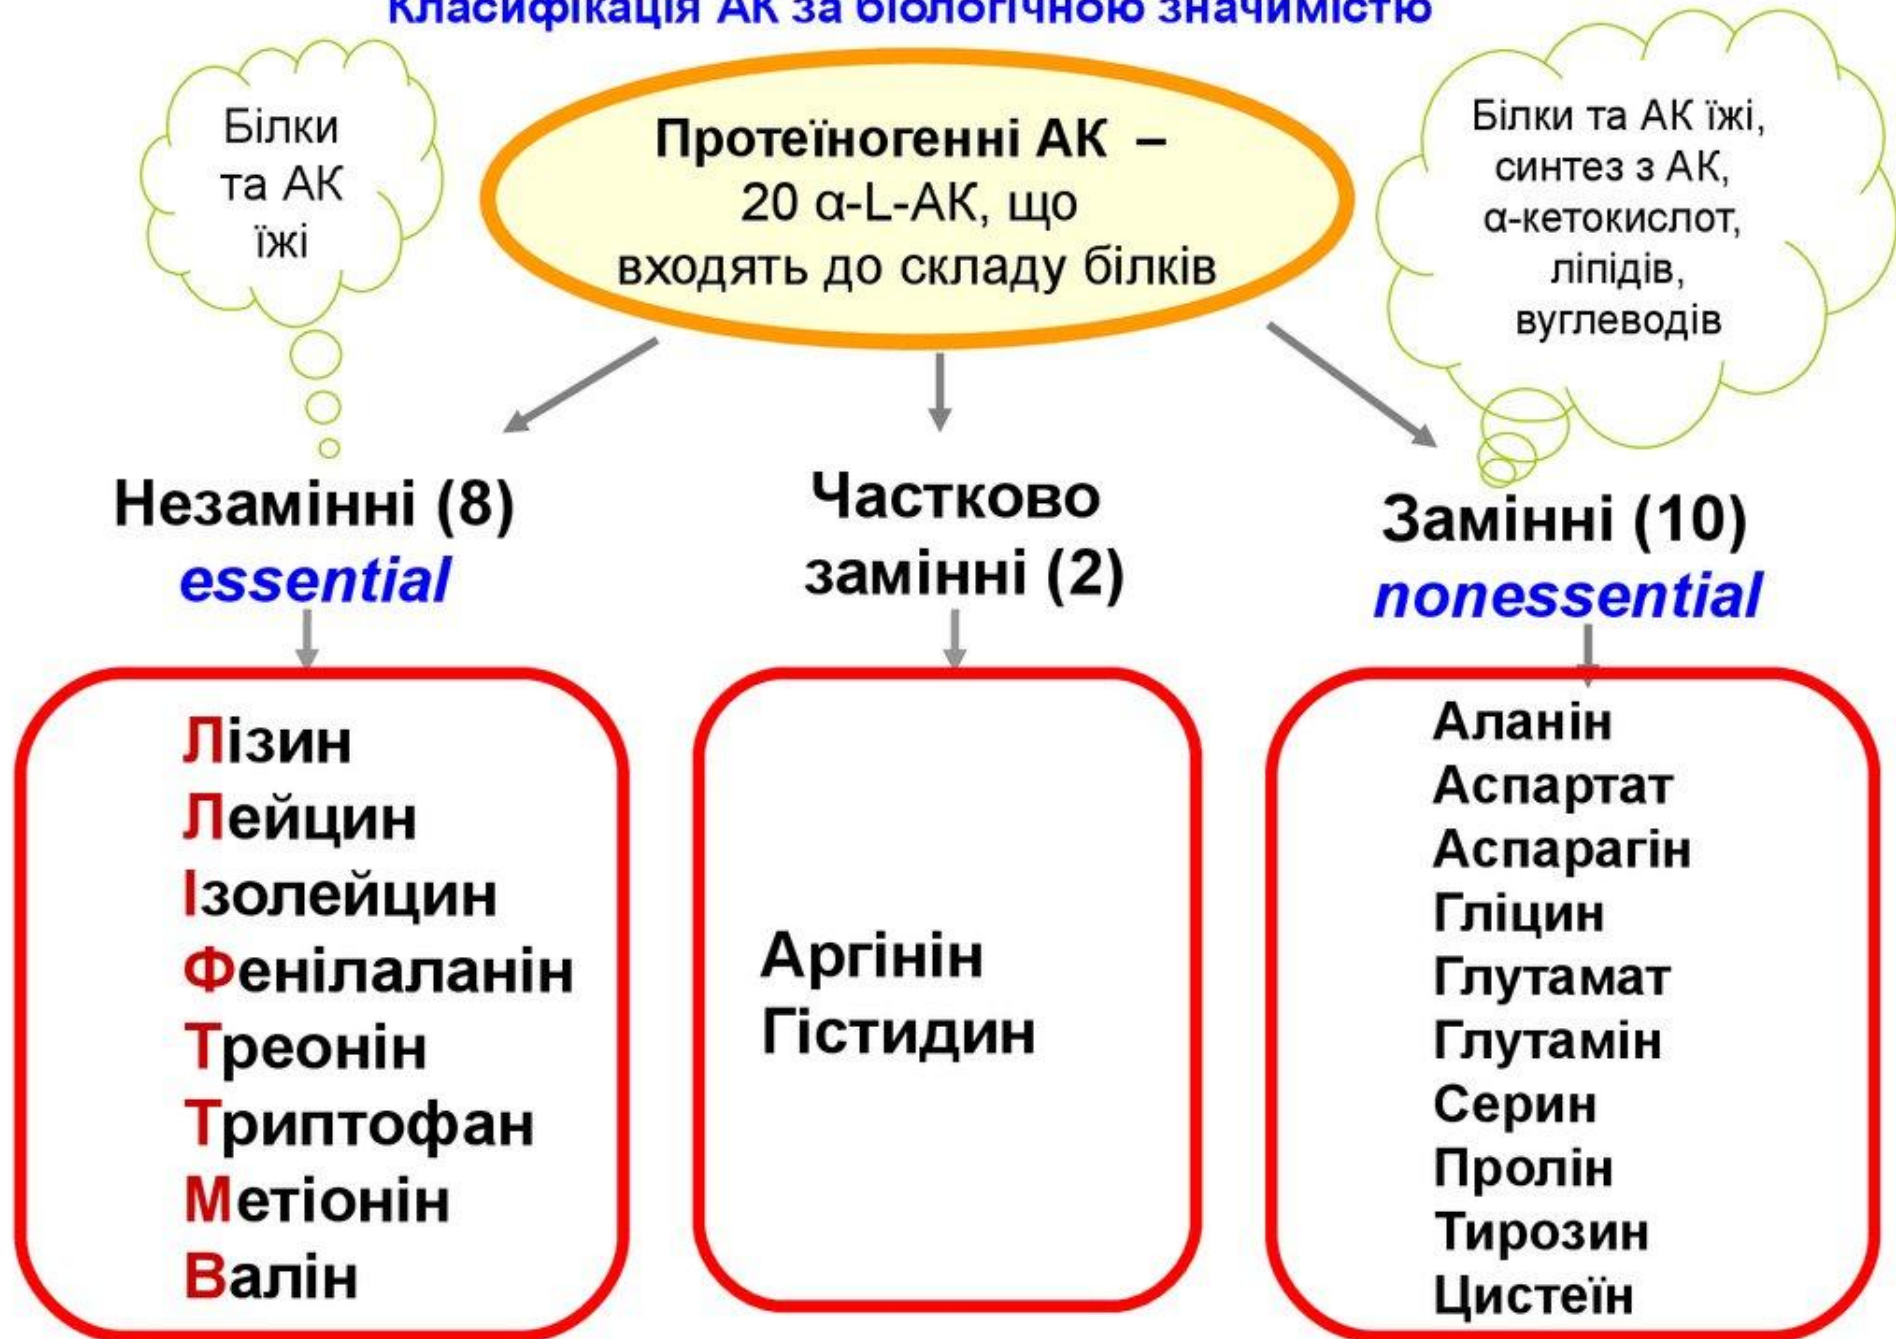 Класифікація АК за біологічною значимістю
Білки
та АК
їжі
Протеїногенні АК –
20 α-L-АК, що
входять до складу білків
Білки та АК їжі,
синтез з АК,
α-кетокислот,
ліпідів,
вуглеводів
Незамінні (8)
essential
Частково
замінні (2)
Замінні (10)
nonessential
Лізин
Лейцин
Ізолейцин
Фенілаланін
Треонін
Триптофан
Метіонін
Валін
Аргінін
Гістидин
Аланін
Аспартат
Аспарагін
Гліцин
Глутамат
Глутамін
Серин
Пролін
Тирозин
Цистеїн